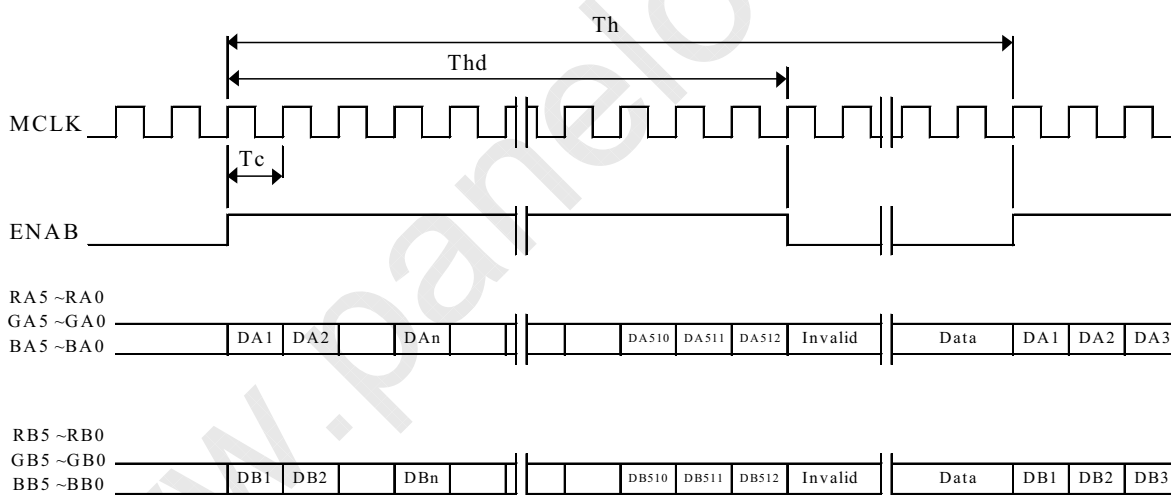 Th
Thd
MCLK
Tc
ENAB
RA5 ~RA0
GA5 ~GA0
BA5 ~BA0
DA1 DA2 DAn DA510 DA511 DA512 Invalid Data DA1 DA2 DA3
RB5 ~RB0
GB5 ~GB0
BB5 ~BB0
DB1 DB2 DBn DB510 DB511 DB512 Invalid Data DB1 DB2 DB3
w.panelo